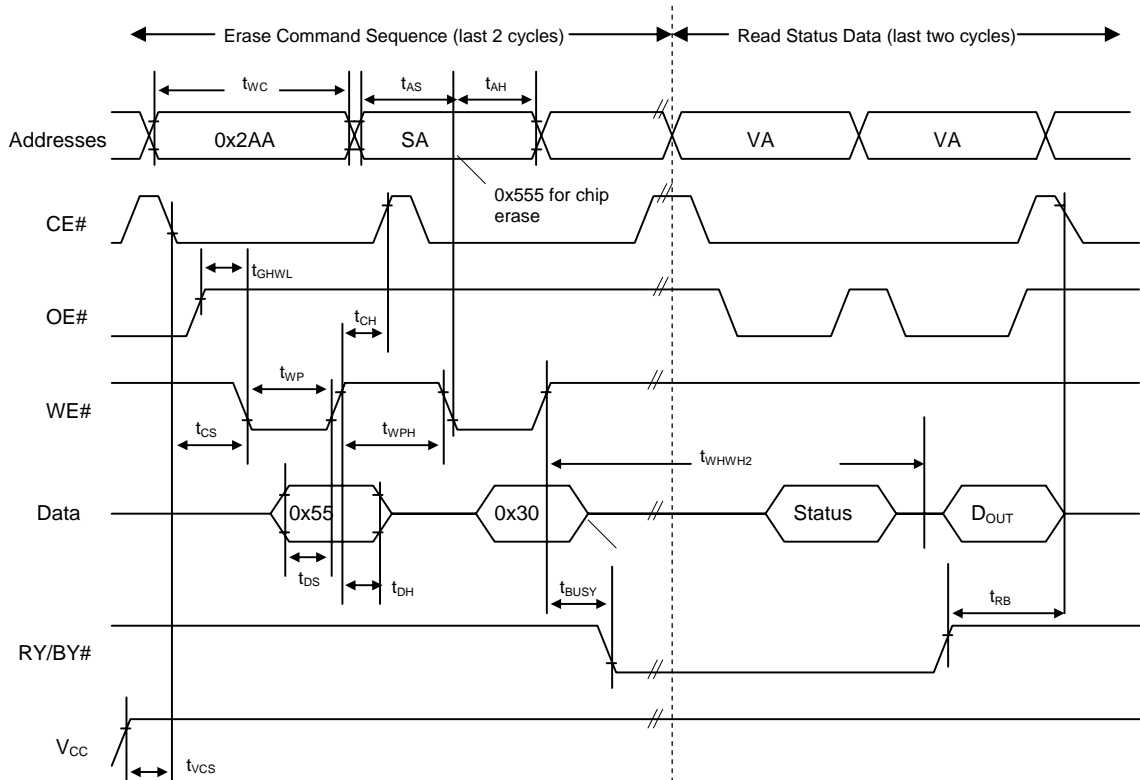 Erase Command Sequence (last 2 cycles) Read Status Data (last two cycles)
tWC tAS tAH
Addresses 0x2AA SA VA VA
0x555 for chip
erase
CE#
tGHWL
OE#
tCH
tWP
WE#
tCS tWPH
tWHWH2
Data 0x55 0x30 Status DOUT
tDS tDH tBUSY tRB
RY/BY#
VCC
tVCS